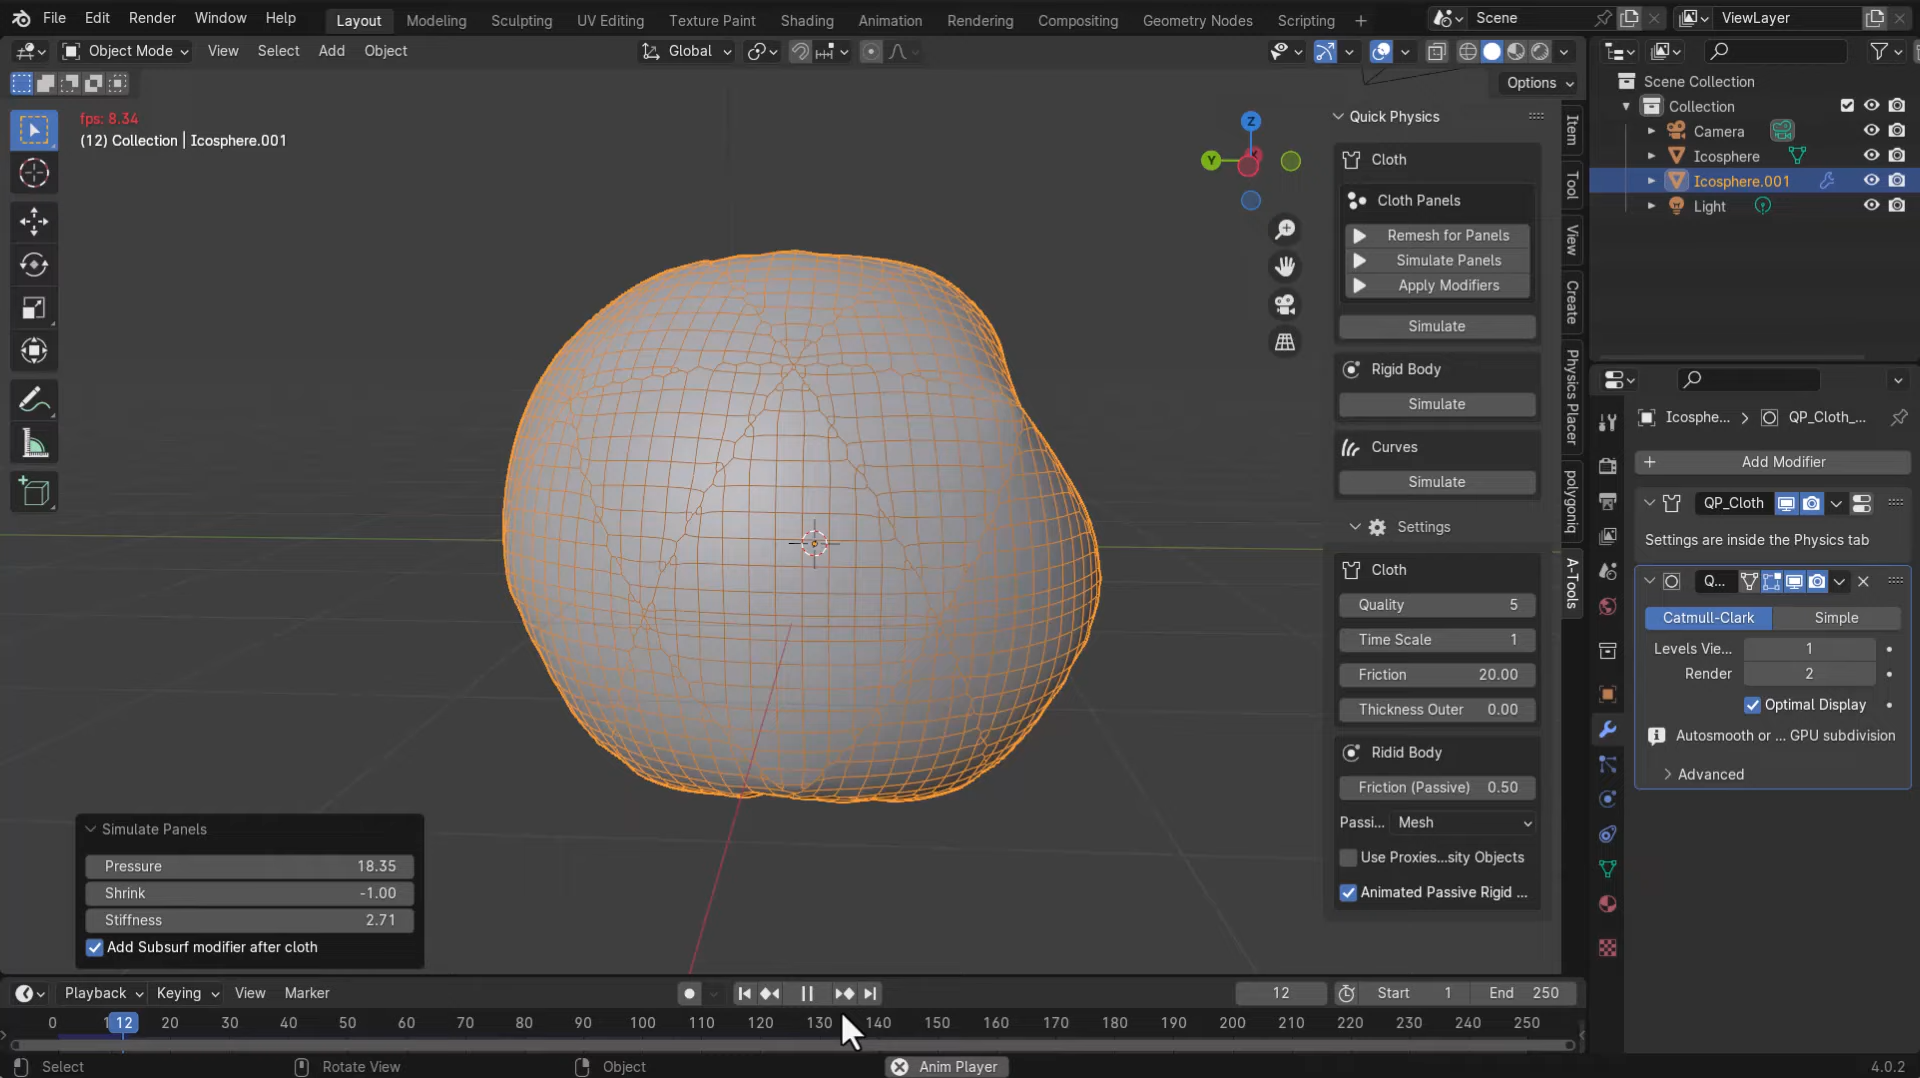 File Edit Render Window Help
Layout Modeling Sculpting UV Editing Texture Paint Shading Animation Rendering Compositing Geometry Nodes Scripting +
Scene
ViewLayer
Object Mode View Select Add Object
Global
Options
fps: 8.34
(12) Collection | Icosphere.001
Z
Y
Quick Physics
Cloth
Cloth Panels
Remesh for Panels
Simulate Panels
Apply Modifiers
Simulate
Rigid Body
Simulate
Curves
Simulate
Settings
Cloth
Quality 5
Time Scale 1
Friction 20.00
Thickness Outer 0.00
Ridid Body
Friction (Passive) 0.50
Passi... Mesh
Use Proxies...sity Objects
Animated Passive Rigid ...
Item
Tool
View
Create
Physics Placer
polygoniq
A-Tools
Scene Collection
Collection
Camera
Icosphere
Icosphere.001
Light
Icosphe... QP_Cloth_...
Add Modifier
QP_Cloth
Settings are inside the Physics tab
Q...
Catmull-Clark Simple
Levels Vie... 1
Render 2
Optimal Display
Autosmooth or ... GPU subdivision
Advanced
Simulate Panels
Pressure 18.35
Shrink -1.00
Stiffness 2.71
Add Subsurf modifier after cloth
Playback Keying View Marker
12 Start 1 End 250
0 1 12 20 30 40 50 60 70 80 90 100 110 120 130 140 150 160 170 180 190 200 210 220 230 240 250
Select Rotate View Object Anim Player 4.0.2